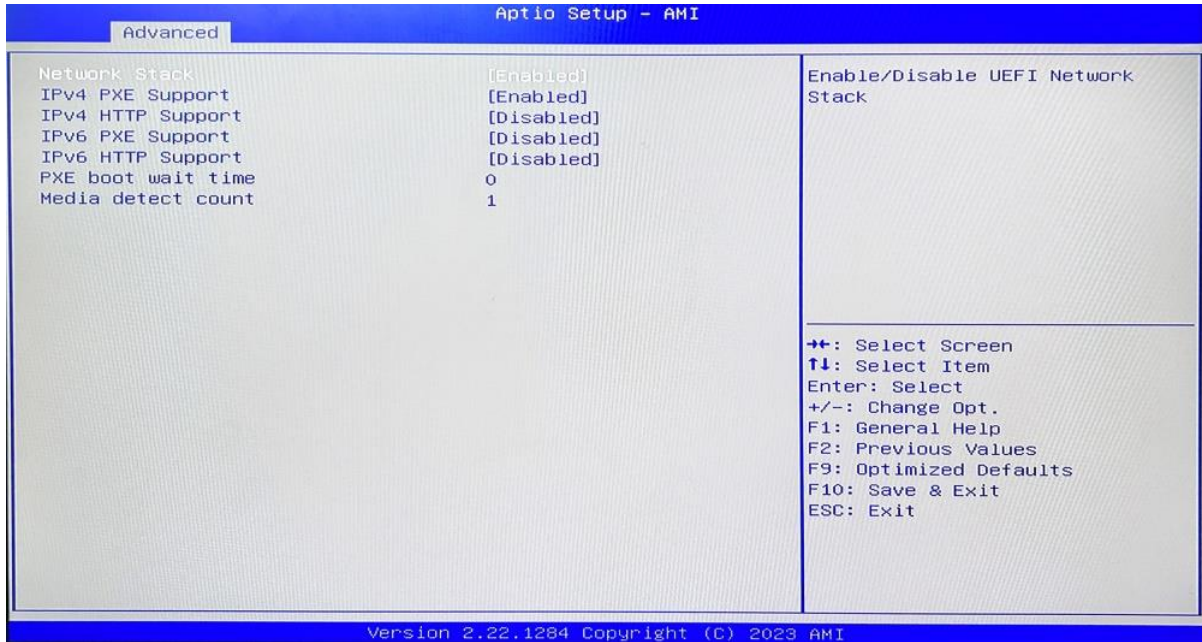 Aptio Setup - AMI
Advanced
Network Stack [Enabled]
IPv4 PXE Support [Enabled]
IPv4 HTTP Support [Disabled]
IPv6 PXE Support [Disabled]
IPv6 HTTP Support [Disabled]
PXE boot wait time 0
Media detect count 1
Enable/Disable UEFI Network
Stack
→←: Select Screen
↑↓: Select Item
Enter: Select
+/-: Change Opt.
F1: General Help
F2: Previous Values
F9: Optimized Defaults
F10: Save & Exit
ESC: Exit
Version 2.22.1284 Copyright (C) 2023 AMI